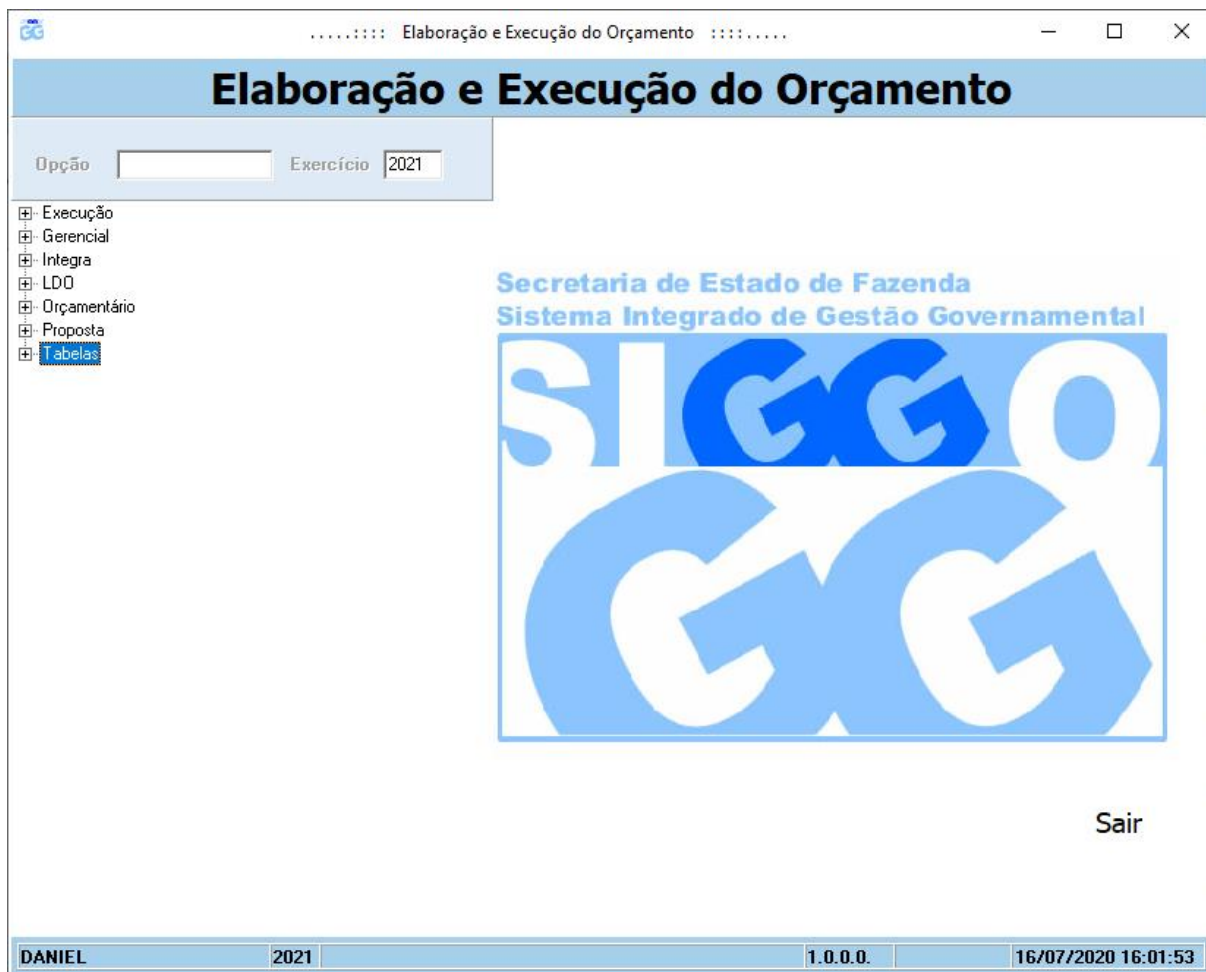 .....:::: Elaboração e Execução do Orçamento ::::.....
Elaboração e Execução do Orçamento
Opção Exercício 2021
Execução
Gerencial
Integra
LDO
Orçamentário
Proposta
Tabelas
Secretaria de Estado de Fazenda
Sistema Integrado de Gestão Governamental
SIGGO
GG
Sair
DANIEL 2021 1.0.0.0. 16/07/2020 16:01:53